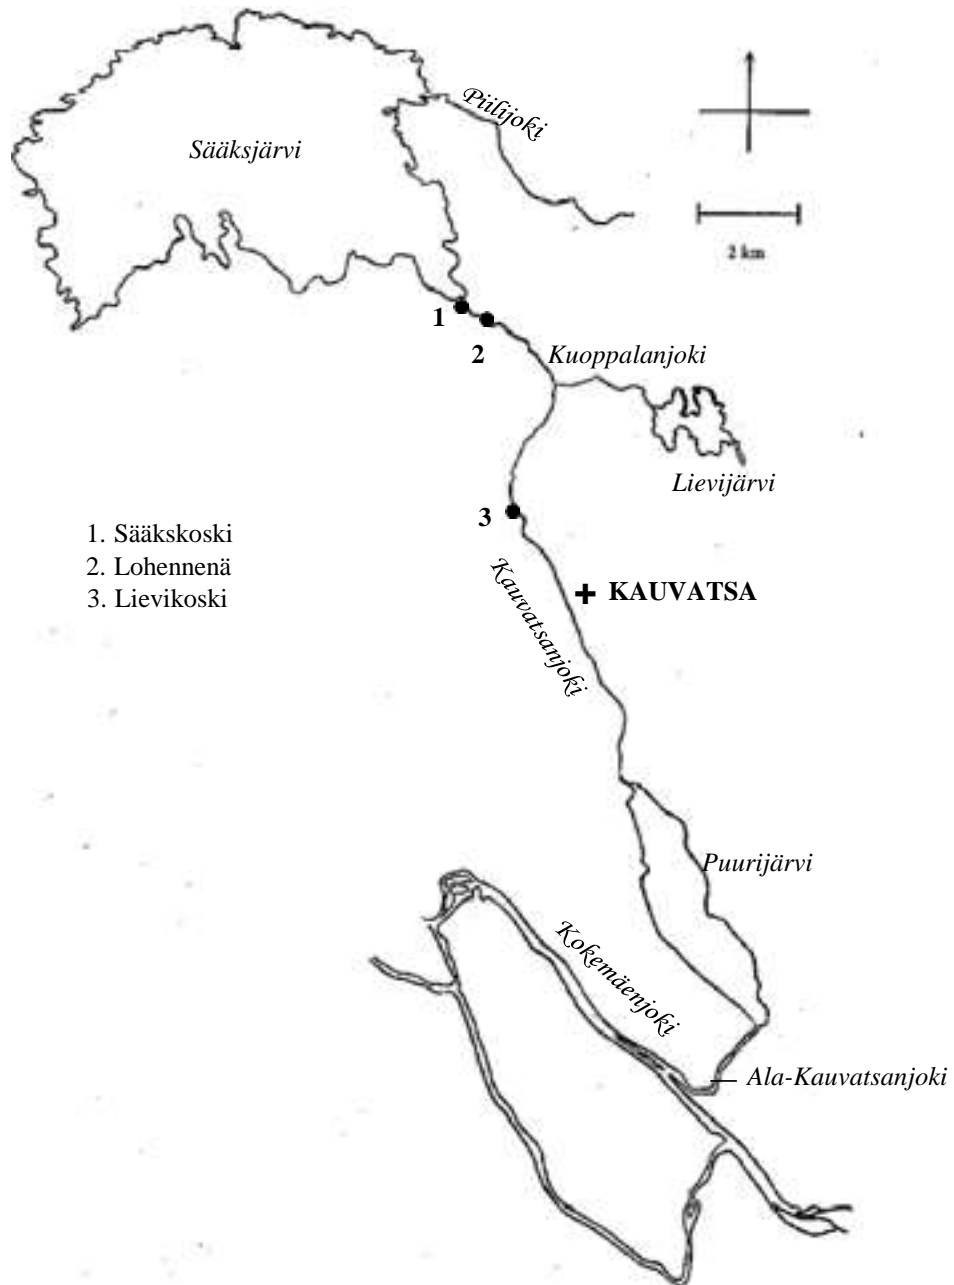 Piilijoki
Sääksjärvi
2 km
1
2
Kuoppalanjoki
Lievijärvi
3
1. Sääkskoski
2. Lohennenä
3. Lievikoski
Kauvatsanjoki
KAUVATSA
Puurijärvi
Kokemäenjoki
Ala-Kauvatsanjoki